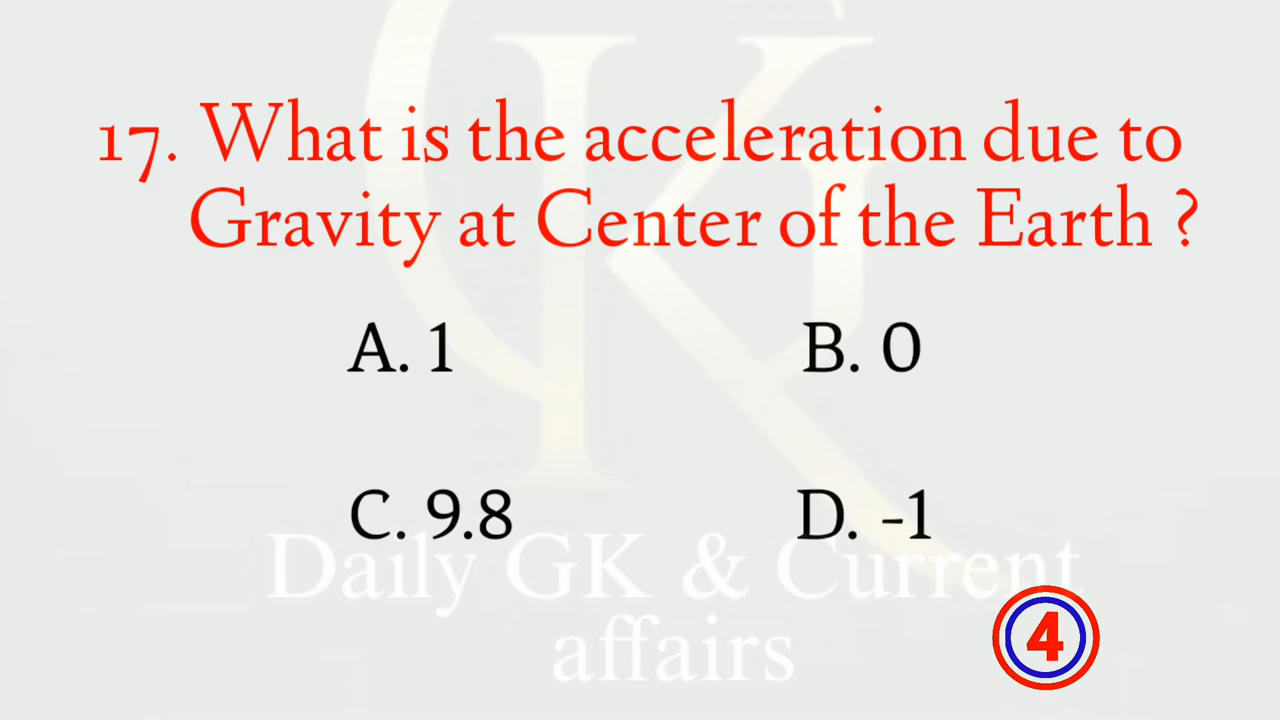 17. What is the acceleration due to
Gravity at Center of the Earth ?
A. 1
B. 0
C. 9.8
D. -1
Daily GK & Current
affairs
4